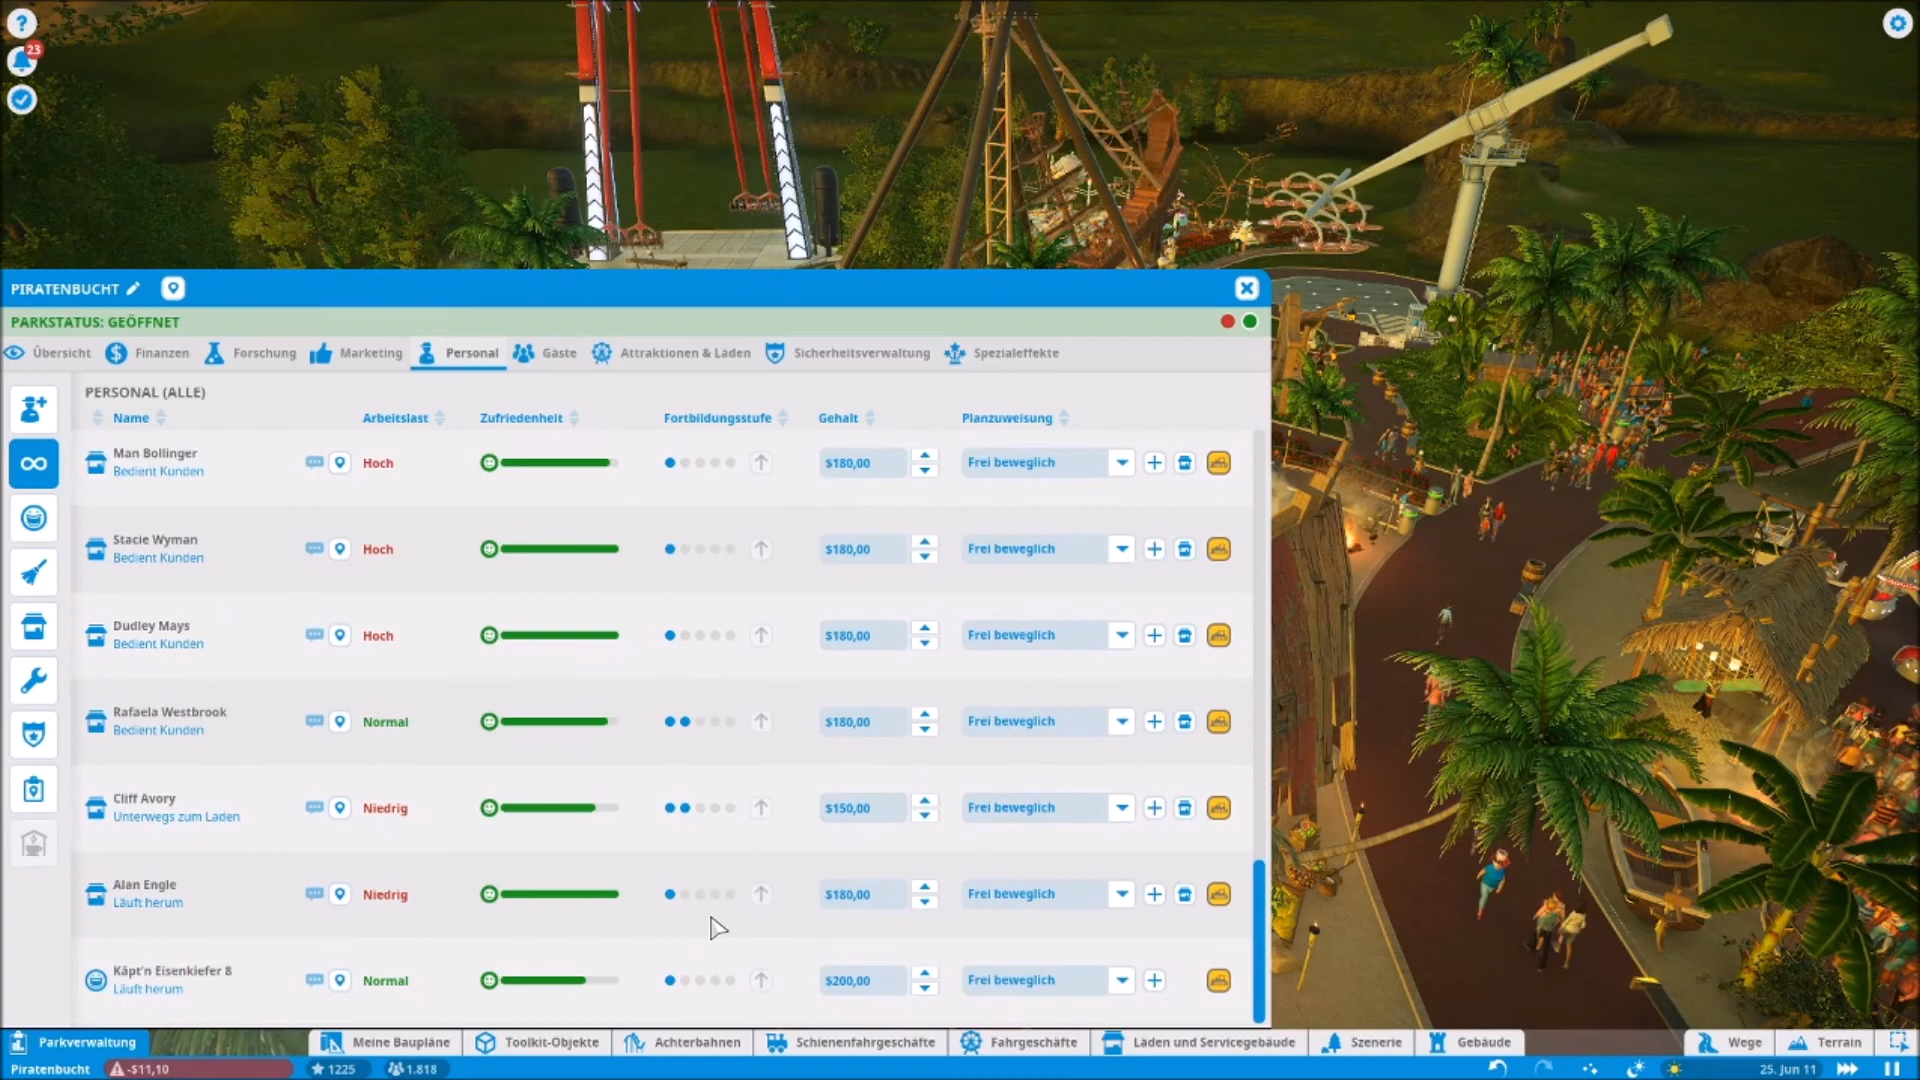 ?
23
PIRATENBUCHT
PARKSTATUS: GEÖFFNET
Übersicht Finanzen Forschung Marketing Personal Gäste Attraktionen & Läden Sicherheitsverwaltung Spezialeffekte
PERSONAL (ALLE)
Name Arbeitslast Zufriedenheit Fortbildungsstufe Gehalt Planzuweisung
Man Bollinger
Bedient Kunden
Hoch $180,00 Frei beweglich
Stacie Wyman
Bedient Kunden
Hoch $180,00 Frei beweglich
Dudley Mays
Bedient Kunden
Hoch $180,00 Frei beweglich
Rafaela Westbrook
Bedient Kunden
Normal $180,00 Frei beweglich
Cliff Avory
Unterwegs zum Laden
Niedrig $150,00 Frei beweglich
Alan Engle
Läuft herum
Niedrig $180,00 Frei beweglich
Käpt'n Eisenkiefer 8
Läuft herum
Normal $200,00 Frei beweglich
Parkverwaltung Meine Baupläne Toolkit-Objekte Achterbahnen Schienenfahrgeschäfte Fahrgeschäfte Läden und Servicegebäude Szenerie Gebäude Wege Terrain
Piratenbucht -$11,10 1225 1.818 25. Jun 11